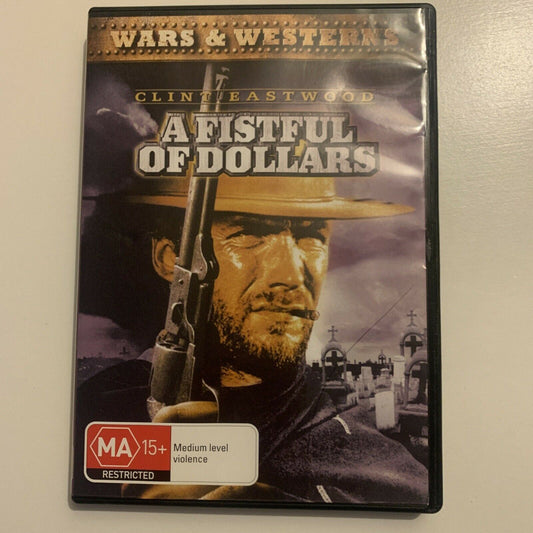 WARS & WESTERNS
CLINT EASTWOOD
A FISTFUL
OF DOLLARS
MA 15+
Medium level
violence
RESTRICTED